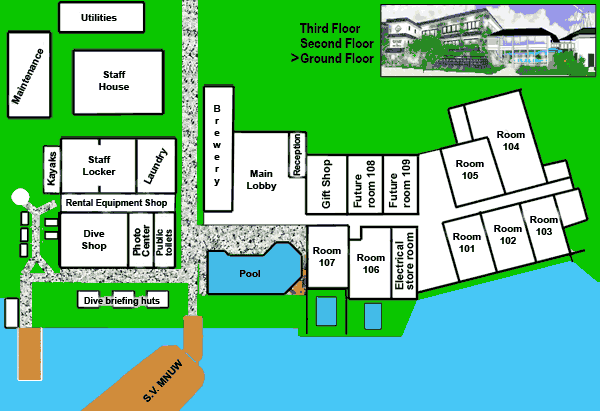 Utilities
Third Floor
Second Floor
>Ground Floor
Maintenance
Staff
House
Brewery
Main
Lobby
Reception
Gift Shop
Future
room 108
Future
room 109
Room
105
Room
104
Kayaks
Staff
Locker
Laundry
Rental Equipment Shop
Dive
Shop
Photo
Center
Public
toilets
Room
101
Room
102
Room
103
Room
107
Room
106
Electrical
store room
Pool
Dive briefing huts
S.V. MNUW